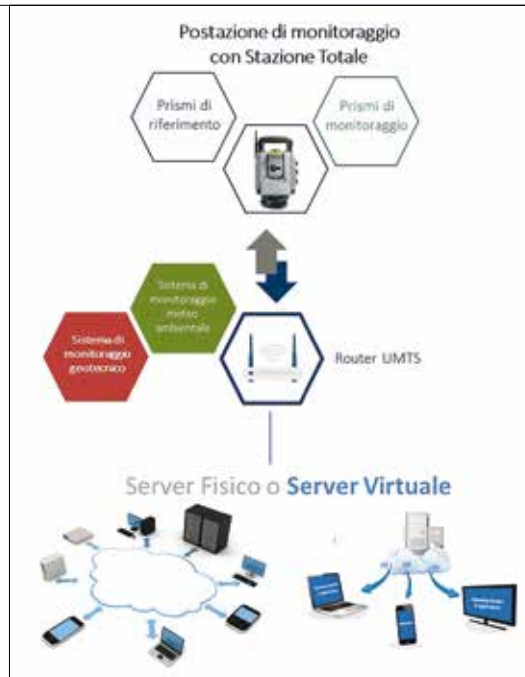 Postazione di monitoraggio
con Stazione Totale
Prismi di
riferimento
Prismi di
monitoraggio
Sistema di
monitoraggio
meteo
ambientale
Sistema di
monitoraggio
geotecnico
Router UMTS
Server Fisico o Server Virtuale